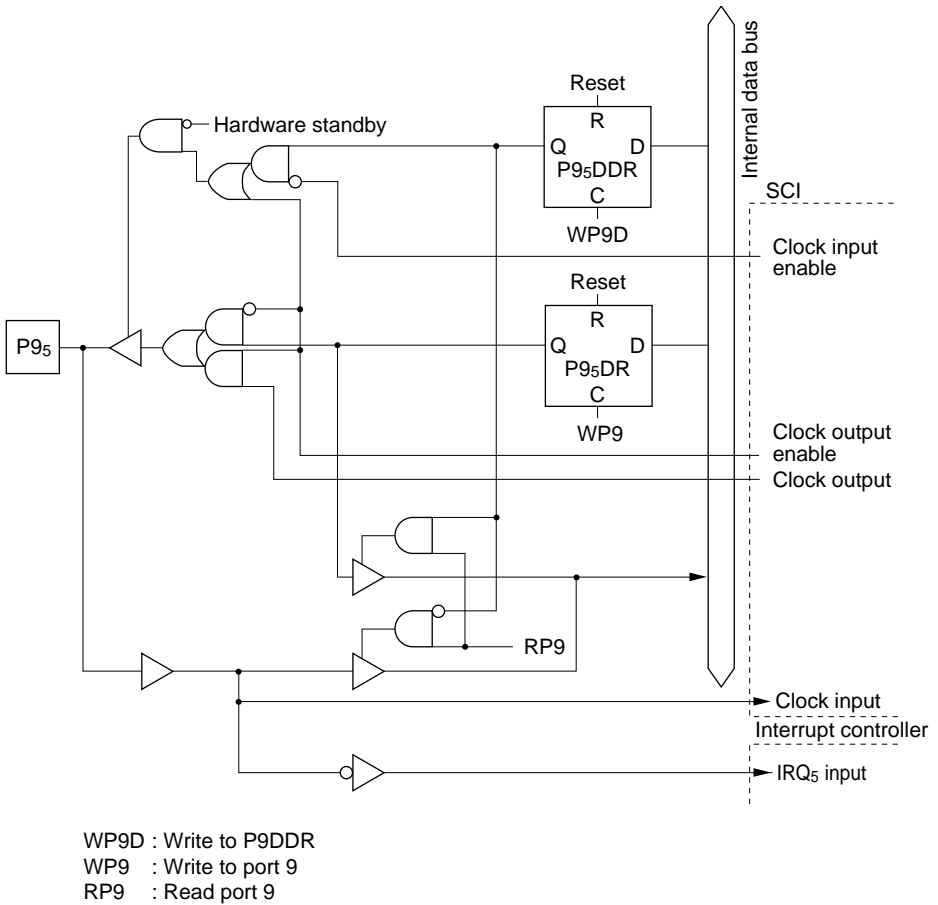 Reset
R
Q D
P9₅DDR
C
WP9D
Hardware standby
Internal data bus
SCI
Clock input
enable
Reset
R
Q D
P9₅DR
C
WP9
P9₅
Clock output
enable
Clock output
RP9
Clock input
Interrupt controller
IRQ₅ input
WP9D : Write to P9DDR
WP9 : Write to port 9
RP9 : Read port 9